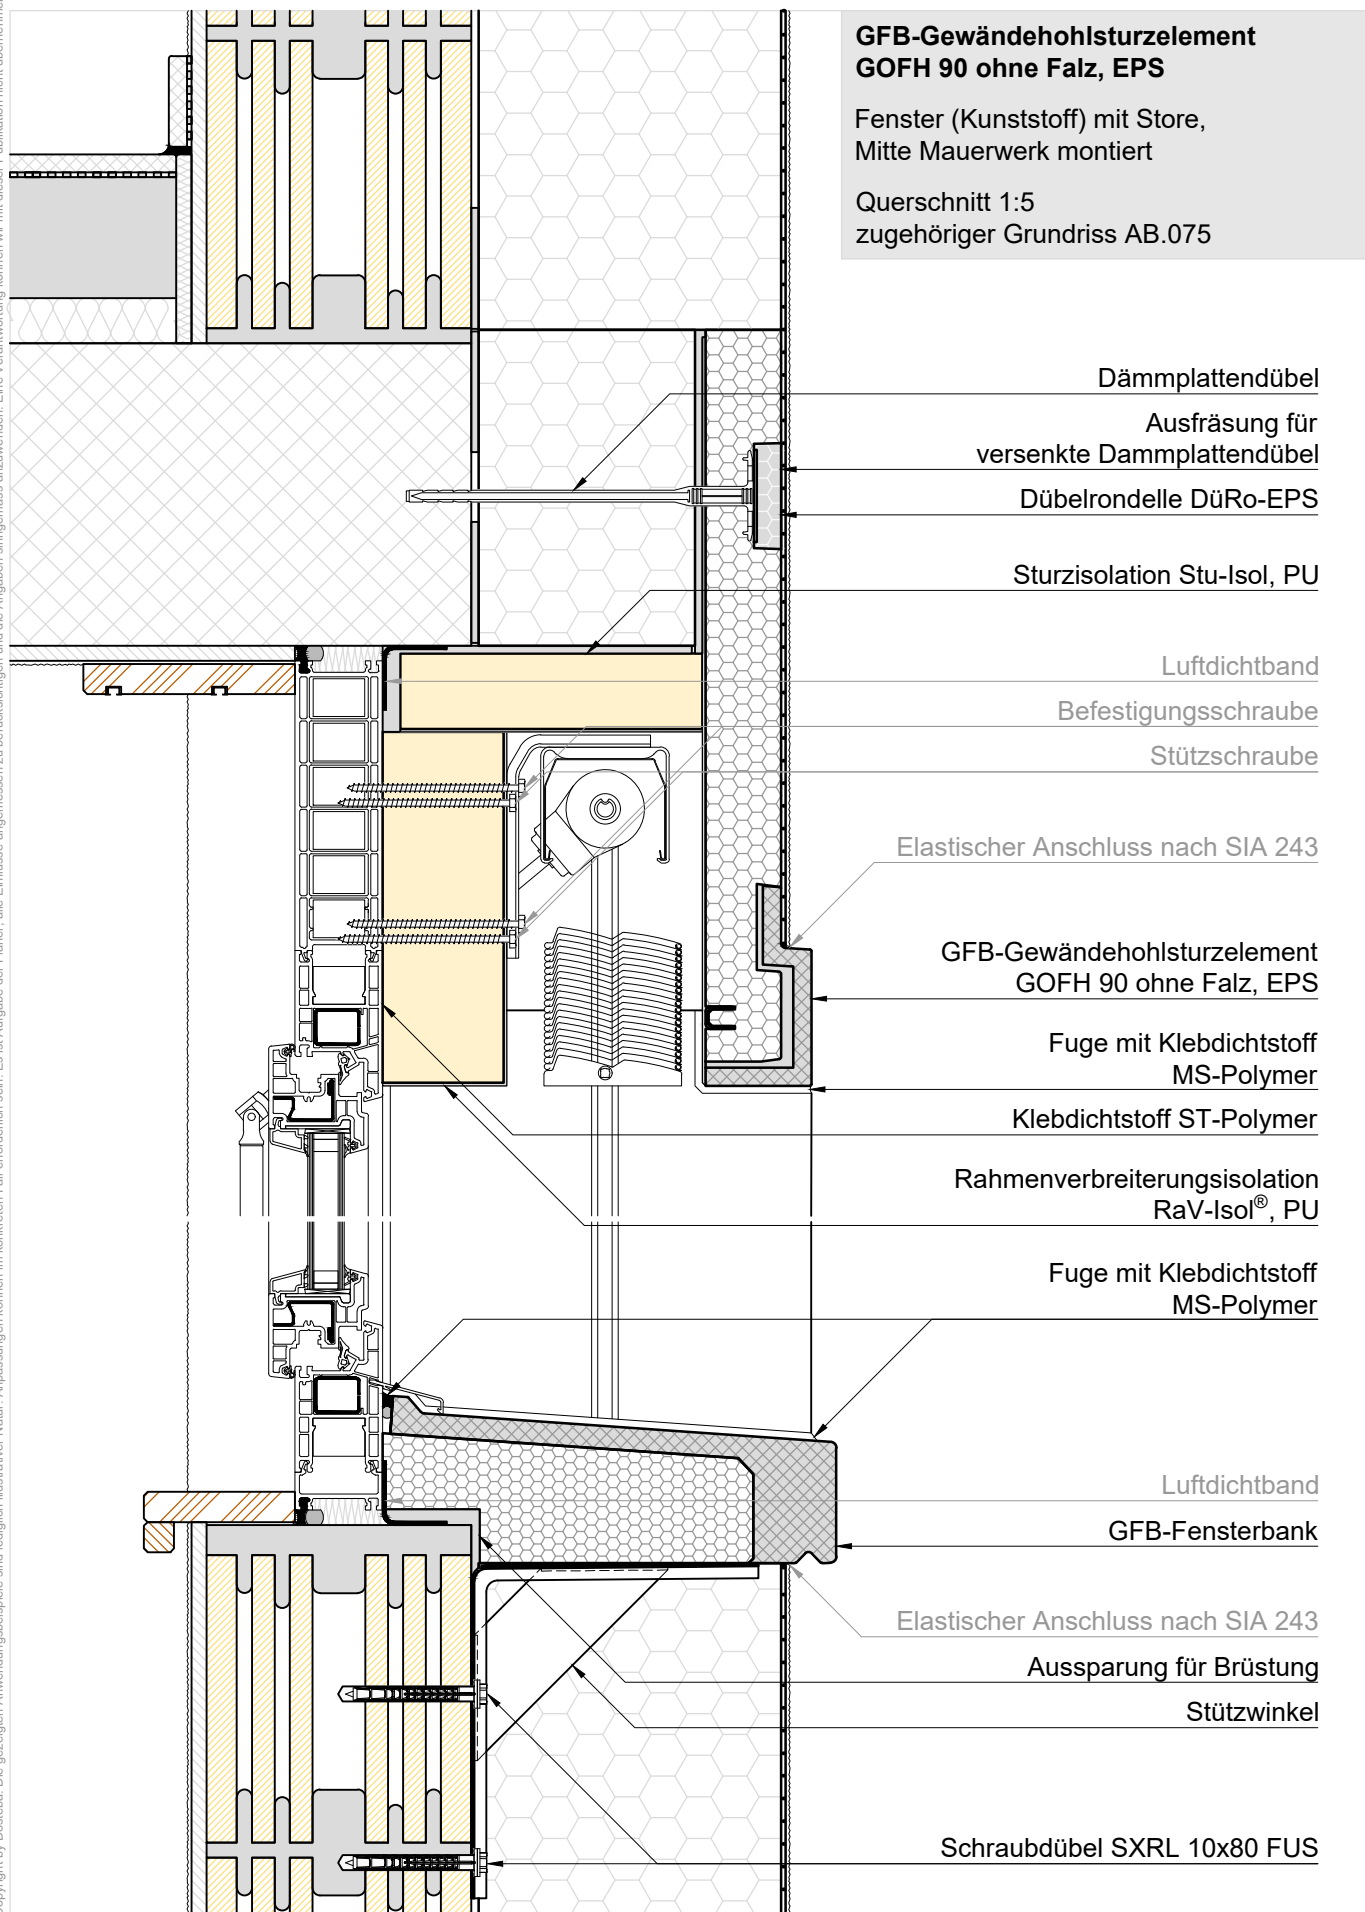 GFB-Gewändehohlsturzelement
GOFH 90 ohne Falz, EPS
Fenster (Kunststoff) mit Store,
Mitte Mauerwerk montiert
Querschnitt 1:5
zugehöriger Grundriss AB.075
Dämmplattendübel
Ausfräsung für
versenkte Dammplattendübel
Dübelrondelle DüRo-EPS
Sturzisolation Stu-Isol, PU
Luftdichtband
Befestigungsschraube
Stützschraube
Elastischer Anschluss nach SIA 243
GFB-Gewändehohlsturzelement
GOFH 90 ohne Falz, EPS
Fuge mit Klebdichtstoff
MS-Polymer
Klebdichtstoff ST-Polymer
Rahmenverbreiterungsisolation
RaV-Isol®, PU
Fuge mit Klebdichtstoff
MS-Polymer
Luftdichtband
GFB-Fensterbank
Elastischer Anschluss nach SIA 243
Aussparung für Brüstung
Stützwinkel
Schraubdübel SXRL 10x80 FUS